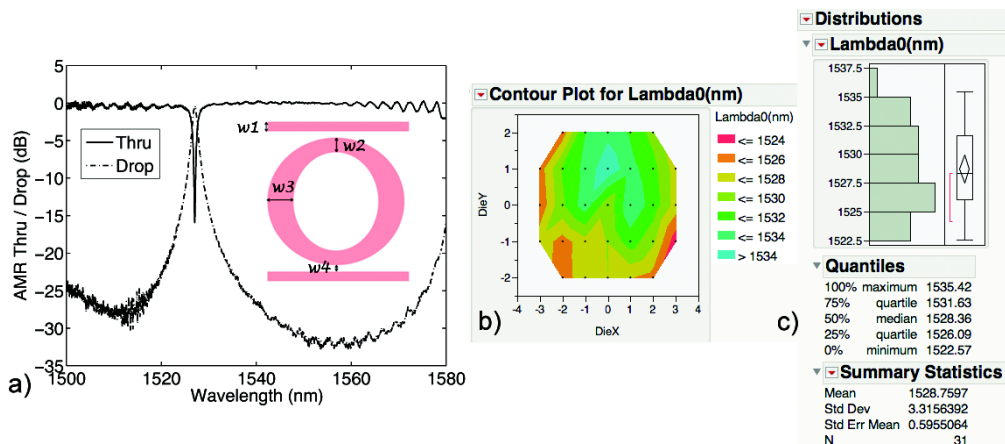 5
0
−5
−10
−15
−20
−25
−30
−35
AMR Thru / Drop (dB)
Thru
Drop
w1
w2
w3
w4
1500
1520
1540
1560
1580
Wavelength (nm)
a)
Contour Plot for Lambda0(nm)
2
1
0
-1
-2
DieY
-4 -3 -2 -1 0 1 2 3 4
DieX
Lambda0(nm)
<= 1524
<= 1526
<= 1528
<= 1530
<= 1532
<= 1534
> 1534
b)
Distributions
Lambda0(nm)
1537.5
1535
1532.5
1530
1527.5
1525
1522.5
c)
Quantiles
100% maximum 1535.42
75% quartile 1531.63
50% median 1528.36
25% quartile 1526.09
0% minimum 1522.57
Summary Statistics
Mean 1528.7597
Std Dev 3.3156392
Std Err Mean 0.5955064
N 31